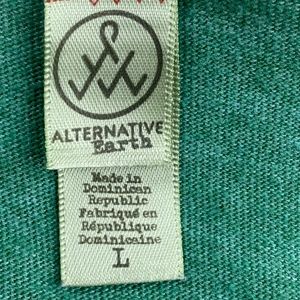 ALTERNATIVE
Earth
Made in
Dominican
Republic
Fabriqué en
République
Dominicaine
L